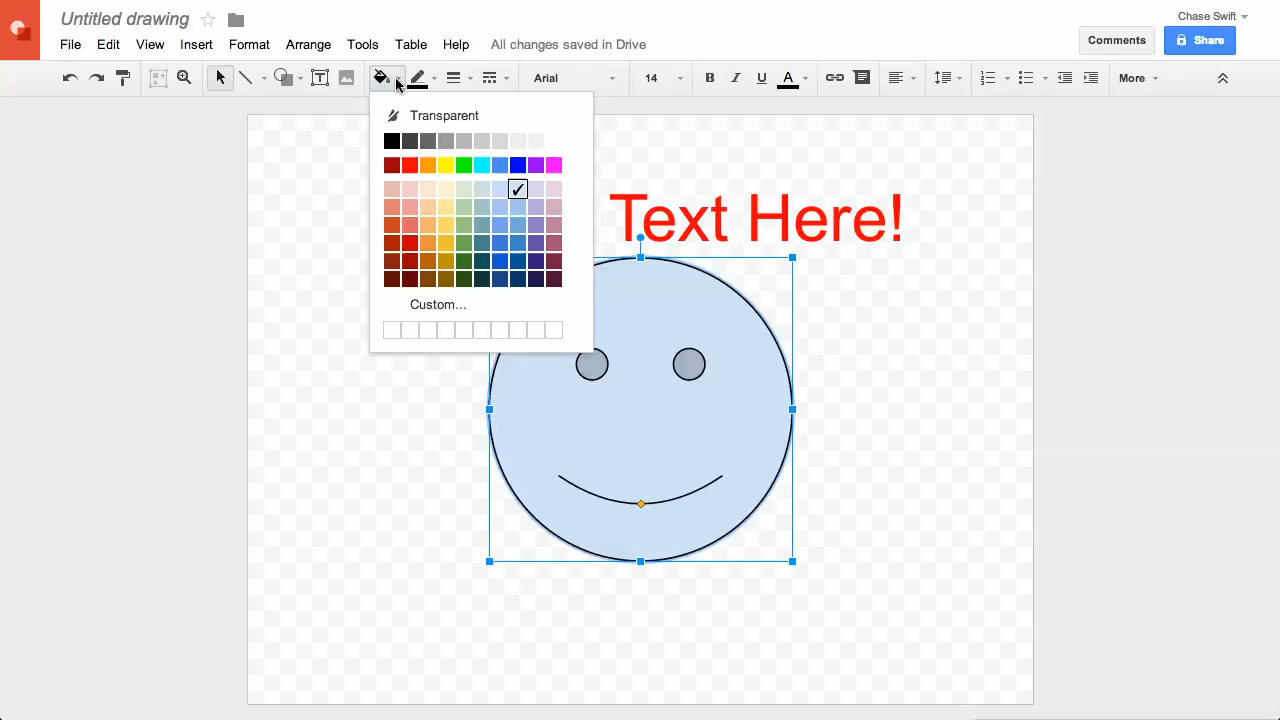 Untitled drawing
Chase Swift
File Edit View Insert Format Arrange Tools Table Help All changes saved in Drive
Comments
Share
Arial 14 B I U A More
Transparent
Custom...
Text Here!